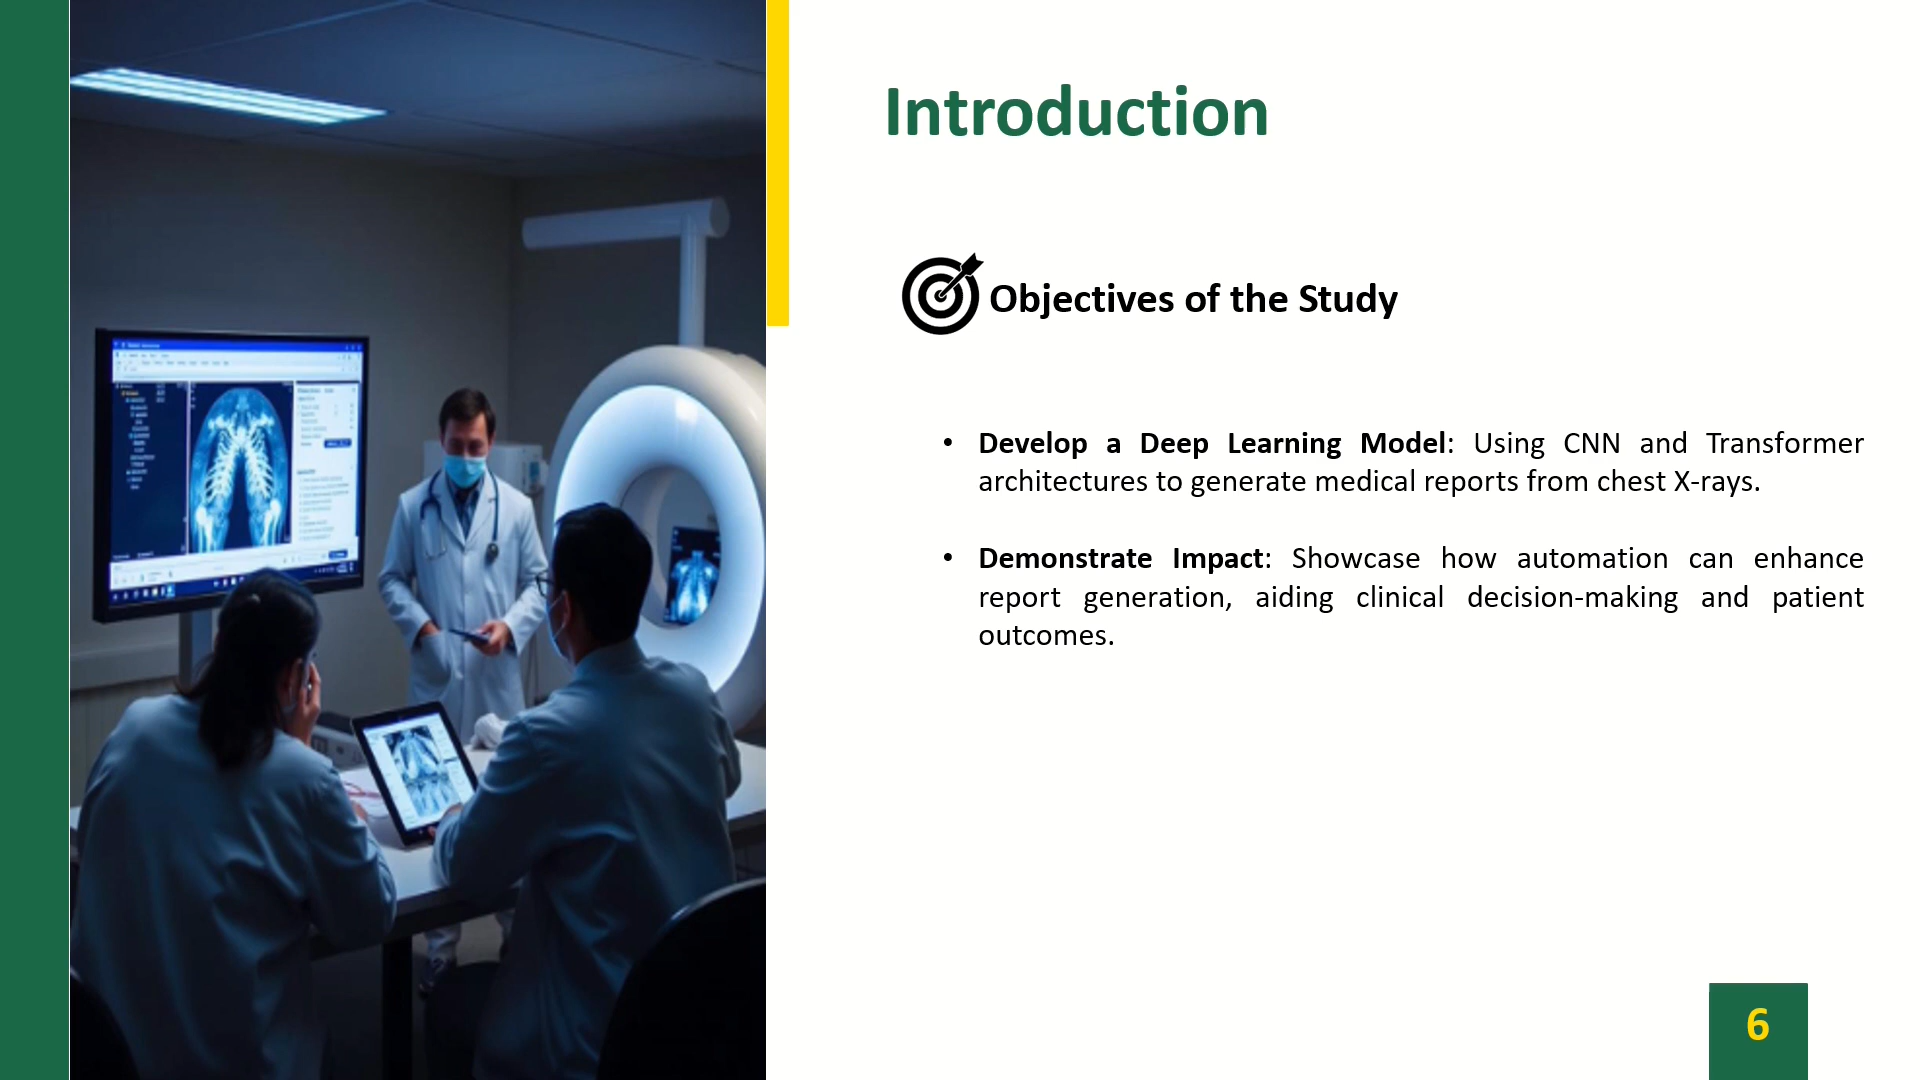 Introduction
Objectives of the Study
• Develop a Deep Learning Model: Using CNN and Transformer
architectures to generate medical reports from chest X-rays.
• Demonstrate Impact: Showcase how automation can enhance
report generation, aiding clinical decision-making and patient
outcomes.
6